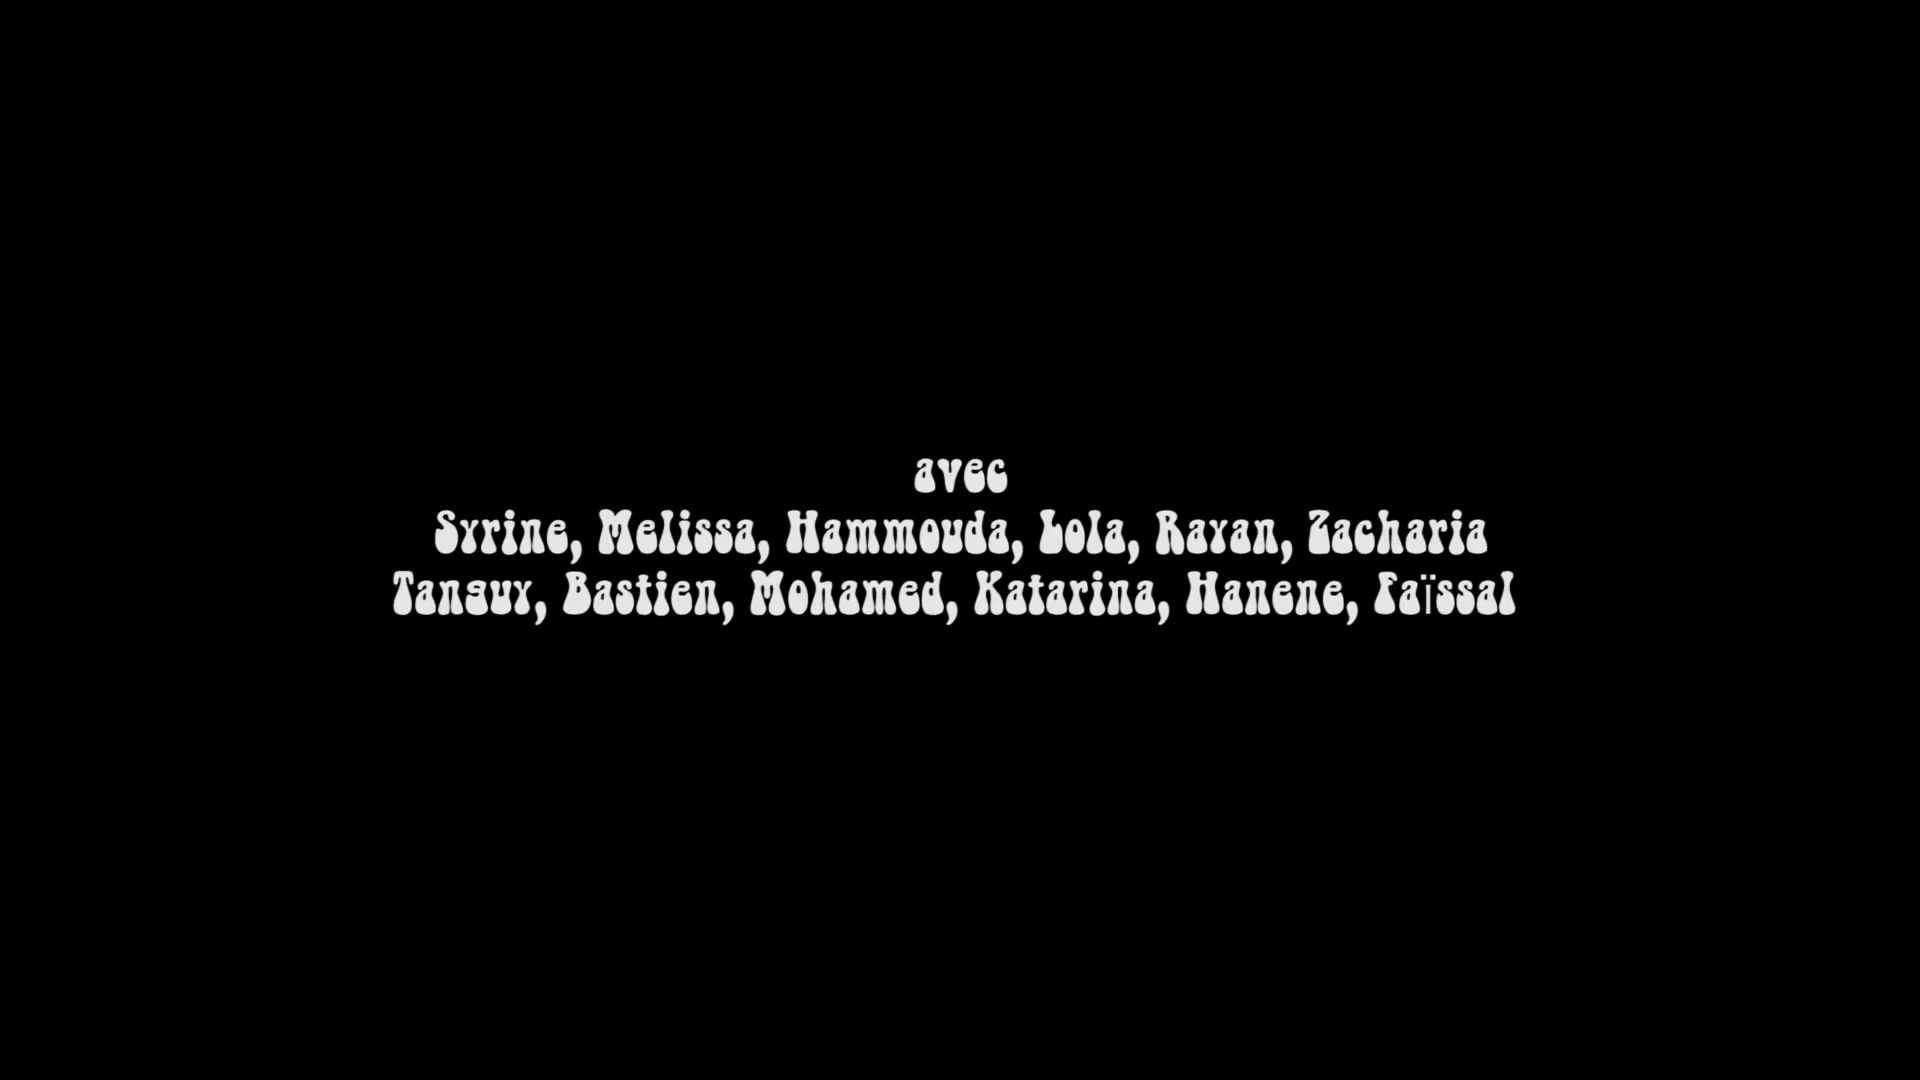 avec
Syrine, Melissa, Hammouda, Lola, Rayan, Zacharia
Tanguy, Bastien, Mohamed, Katarina, Hanene, Faïssal